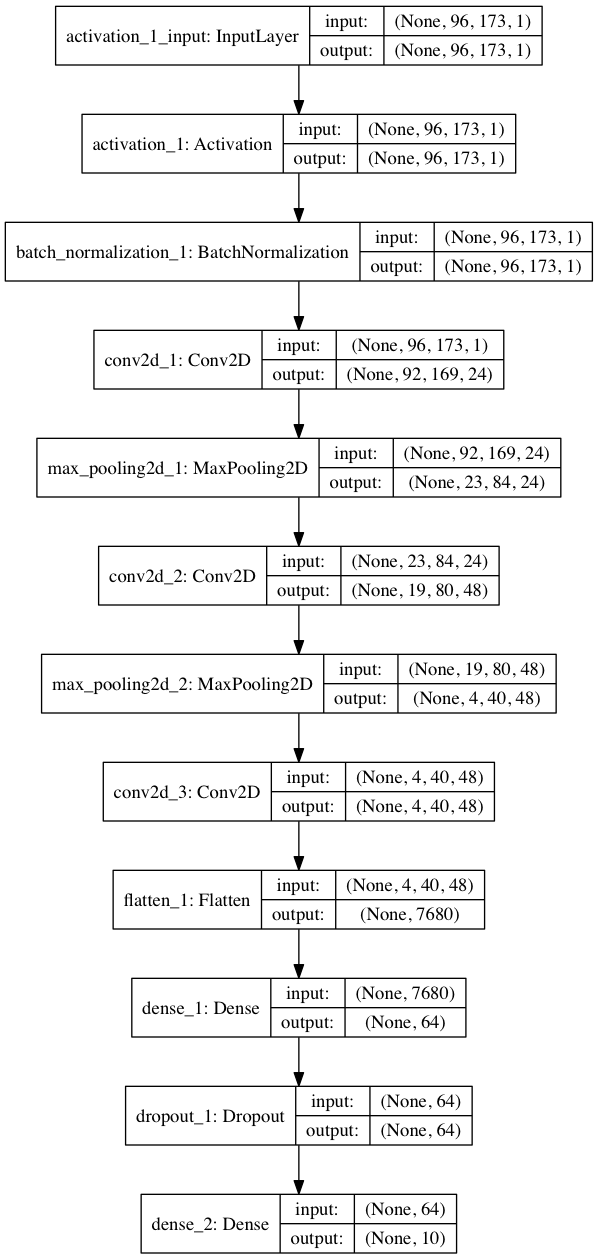 activation_1_input: InputLayer
input: (None, 96, 173, 1)
output: (None, 96, 173, 1)
activation_1: Activation
input: (None, 96, 173, 1)
output: (None, 96, 173, 1)
batch_normalization_1: BatchNormalization
input: (None, 96, 173, 1)
output: (None, 96, 173, 1)
conv2d_1: Conv2D
input: (None, 96, 173, 1)
output: (None, 92, 169, 24)
max_pooling2d_1: MaxPooling2D
input: (None, 92, 169, 24)
output: (None, 23, 84, 24)
conv2d_2: Conv2D
input: (None, 23, 84, 24)
output: (None, 19, 80, 48)
max_pooling2d_2: MaxPooling2D
input: (None, 19, 80, 48)
output: (None, 4, 40, 48)
conv2d_3: Conv2D
input: (None, 4, 40, 48)
output: (None, 4, 40, 48)
flatten_1: Flatten
input: (None, 4, 40, 48)
output: (None, 7680)
dense_1: Dense
input: (None, 7680)
output: (None, 64)
dropout_1: Dropout
input: (None, 64)
output: (None, 64)
dense_2: Dense
input: (None, 64)
output: (None, 10)